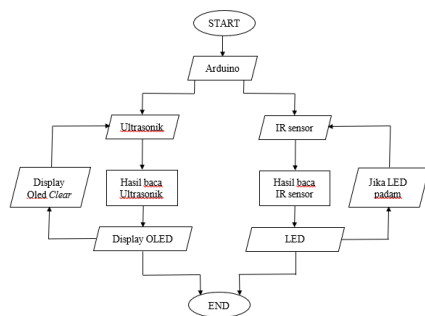 START
Arduino
Ultrasonik
IR sensor
Display
Oled Clear
Hasil baca
Ultrasonik
Hasil baca
IR sensor
Jika LED
padam
Display OLED
LED
END